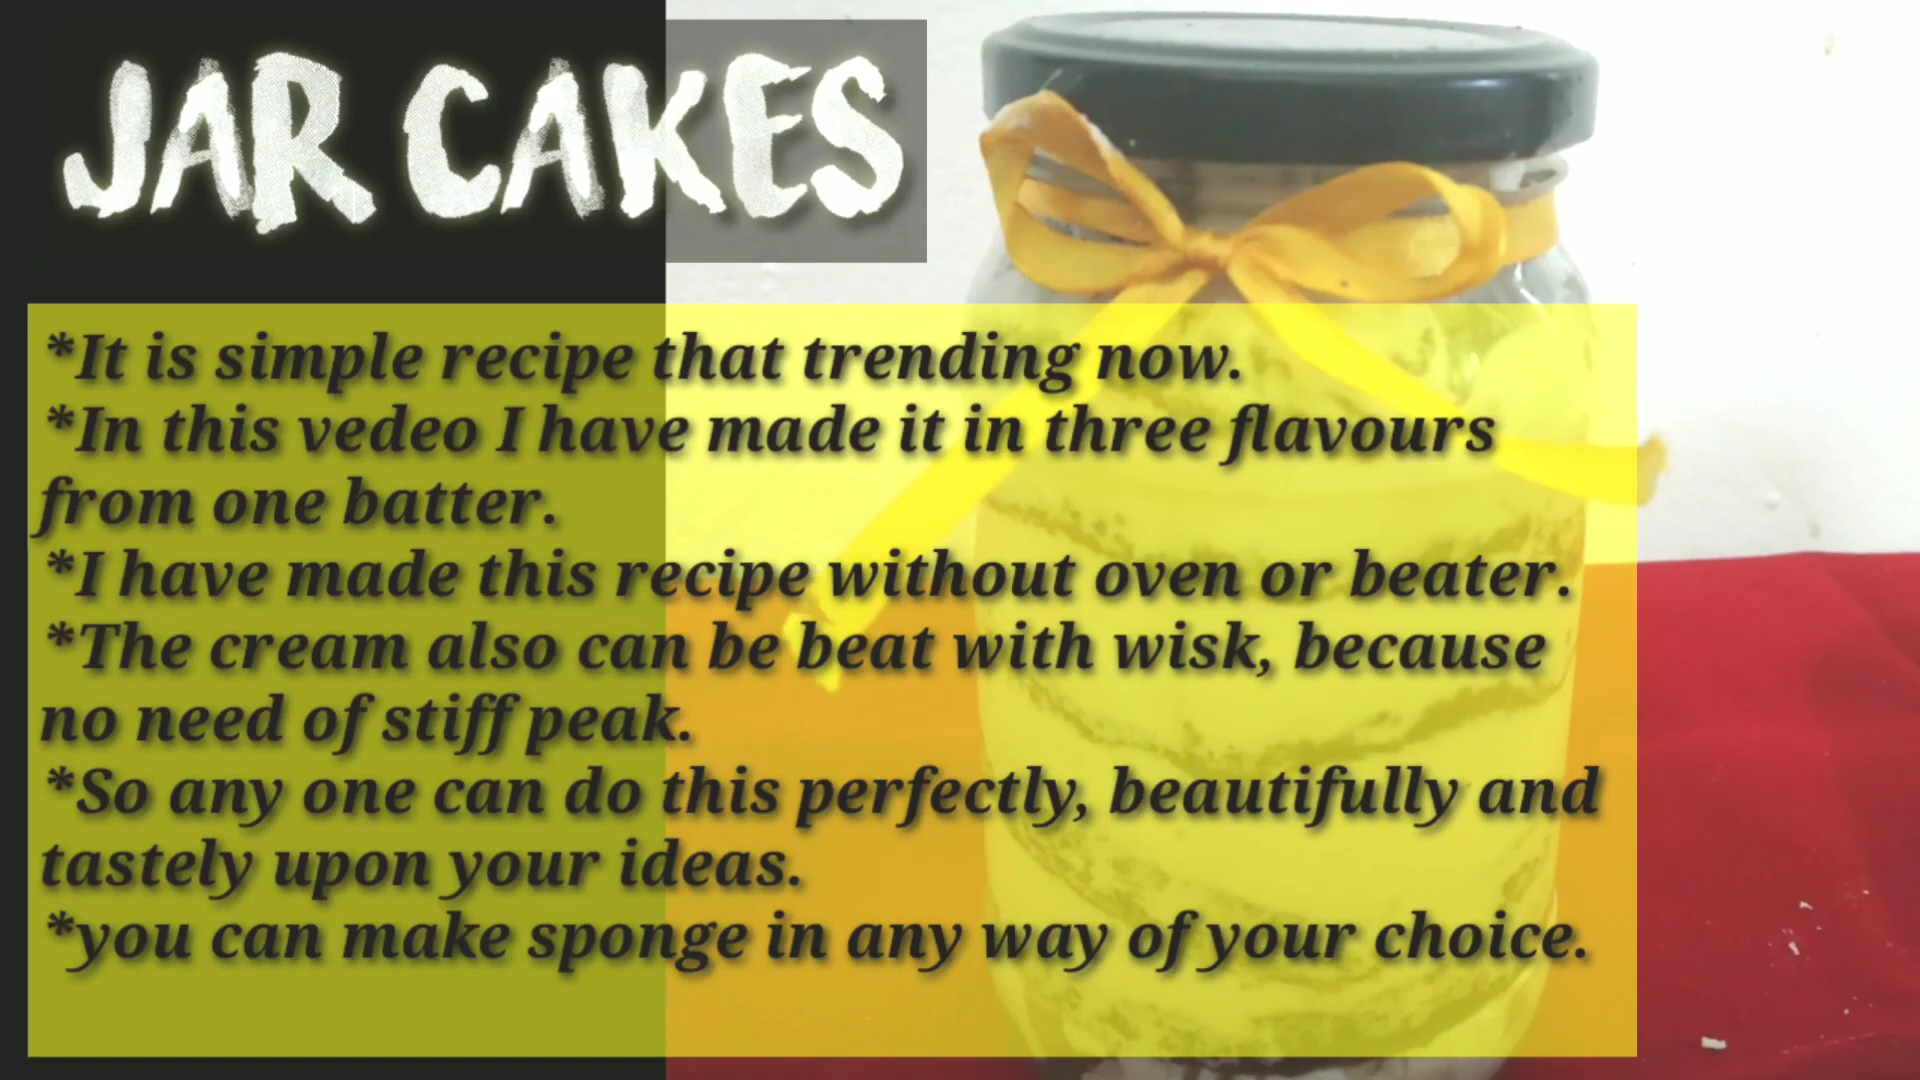 JAR CAKES
*It is simple recipe that trending now.
*In this vedeo I have made it in three flavours
from one batter.
*I have made this recipe without oven or beater.
*The cream also can be beat with wisk, because
no need of stiff peak.
*So any one can do this perfectly, beautifully and
tastely upon your ideas.
*you can make sponge in any way of your choice.